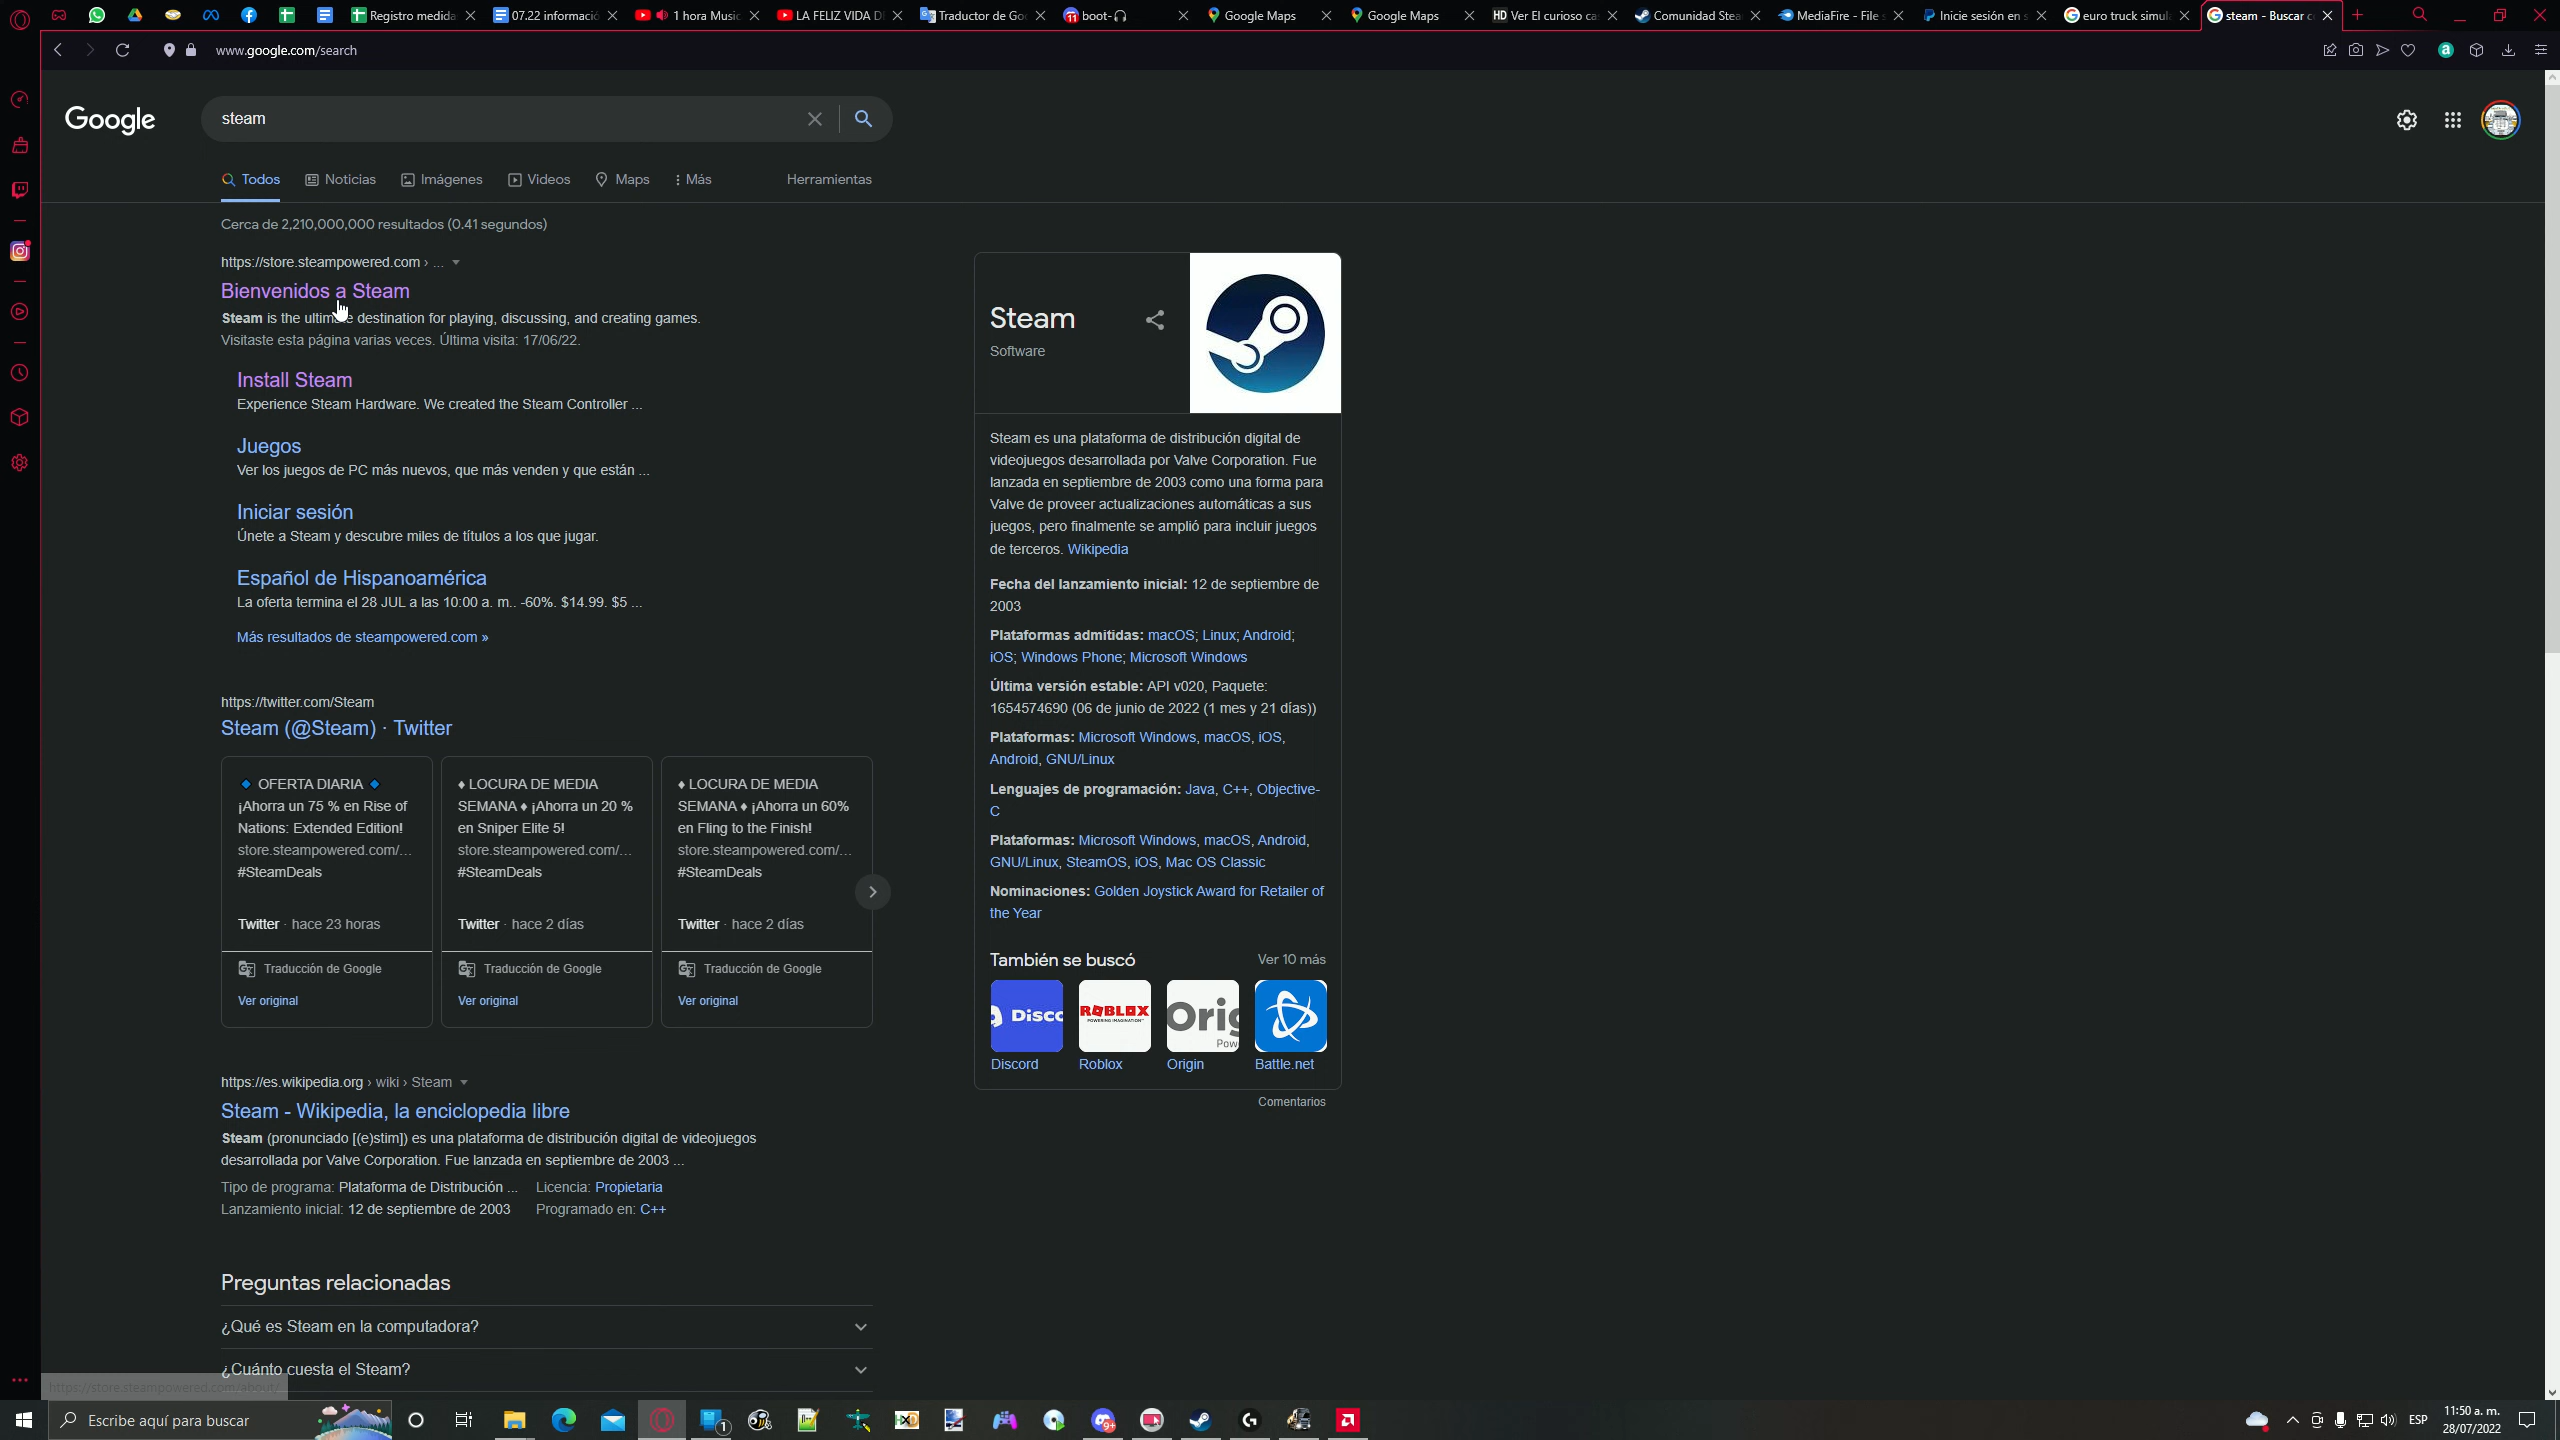 Registro medida
07.22 informació
1 hora Music
LA FELIZ VIDA D
Traductor de Go
boot-
Google Maps
Google Maps
HD Ver El curioso ca
Comunidad Stea
MediaFire - File s
Inicie sesión en s
euro truck simul
steam - Buscar c
www.google.com/search
Google
steam
Todos
Noticias
Imágenes
Videos
Maps
Más
Herramientas
Cerca de 2,210,000,000 resultados (0.41 segundos)
https://store.steampowered.com › ...
Bienvenidos a Steam
Steam is the ultimate destination for playing, discussing, and creating games.
Visitaste esta página varias veces. Última visita: 17/06/22.
Install Steam
Experience Steam Hardware. We created the Steam Controller ...
Juegos
Ver los juegos de PC más nuevos, que más venden y que están ...
Iniciar sesión
Únete a Steam y descubre miles de títulos a los que jugar.
Español de Hispanoamérica
La oferta termina el 28 JUL a las 10:00 a. m.. -60%. $14.99. $5 ...
Más resultados de steampowered.com »
https://twitter.com/Steam
Steam (@Steam) · Twitter
🔹 OFERTA DIARIA 🔹
¡Ahorra un 75 % en Rise of
Nations: Extended Edition!
store.steampowered.com/...
#SteamDeals
Twitter · hace 23 horas
Traducción de Google
Ver original
♦ LOCURA DE MEDIA
SEMANA ♦ ¡Ahorra un 20 %
en Sniper Elite 5!
store.steampowered.com/...
#SteamDeals
Twitter · hace 2 días
Traducción de Google
Ver original
♦ LOCURA DE MEDIA
SEMANA ♦ ¡Ahorra un 60%
en Fling to the Finish!
store.steampowered.com/...
#SteamDeals
Twitter · hace 2 días
Traducción de Google
Ver original
https://es.wikipedia.org › wiki › Steam
Steam - Wikipedia, la enciclopedia libre
Steam (pronunciado [(e)stim]) es una plataforma de distribución digital de videojuegos
desarrollada por Valve Corporation. Fue lanzada en septiembre de 2003 ...
Tipo de programa: Plataforma de Distribución ... Licencia: Propietaria
Lanzamiento inicial: 12 de septiembre de 2003 Programado en: C++
Preguntas relacionadas
¿Qué es Steam en la computadora?
¿Cuánto cuesta el Steam?
https://store.steampowered.com/about/
Steam
Software
Steam es una plataforma de distribución digital de
videojuegos desarrollada por Valve Corporation. Fue
lanzada en septiembre de 2003 como una forma para
Valve de proveer actualizaciones automáticas a sus
juegos, pero finalmente se amplió para incluir juegos
de terceros. Wikipedia
Fecha del lanzamiento inicial: 12 de septiembre de
2003
Plataformas admitidas: macOS; Linux; Android;
iOS; Windows Phone; Microsoft Windows
Última versión estable: API v020, Paquete:
1654574690 (06 de junio de 2022 (1 mes y 21 días))
Plataformas: Microsoft Windows, macOS, iOS,
Android, GNU/Linux
Lenguajes de programación: Java, C++, Objective-
C
Plataformas: Microsoft Windows, macOS, Android,
GNU/Linux, SteamOS, iOS, Mac OS Classic
Nominaciones: Golden Joystick Award for Retailer of
the Year
También se buscó
Ver 10 más
Disco
ROBLOX
POWERING IMAGINATION
Orig
Pow
Discord
Roblox
Origin
Battle.net
Comentarios
Escribe aquí para buscar
1
9+
ESP
11:50 a. m.
28/07/2022